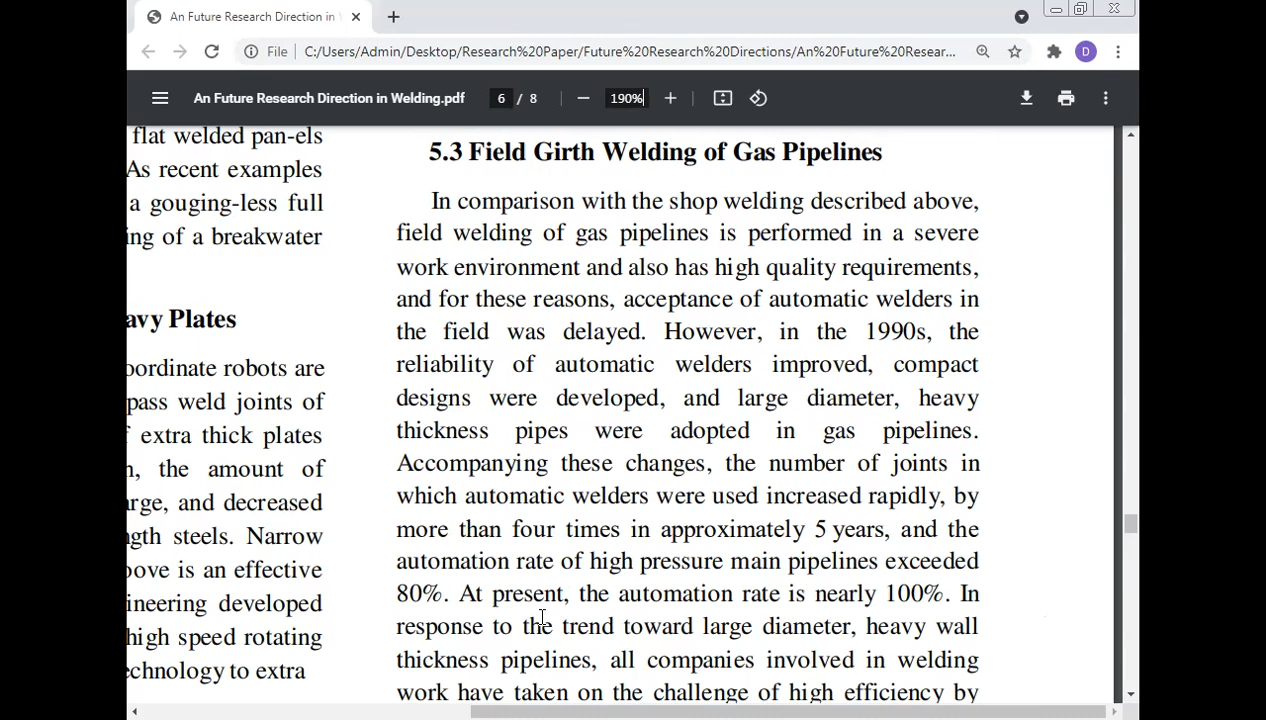 An Future Research Direction in
File
C:/Users/Admin/Desktop/Research%20Paper/Future%20Research%20Directions/An%20Future%20Resear...
D
An Future Research Direction in Welding.pdf
6 / 8
190%
flat welded pan-els
As recent examples
a gouging-less full
ing of a breakwater
avy Plates
oordinate robots are
pass weld joints of
f extra thick plates
n, the amount of
arge, and decreased
ngth steels. Narrow
oove is an effective
ineering developed
high speed rotating
echnology to extra
5.3 Field Girth Welding of Gas Pipelines
In comparison with the shop welding described above,
field welding of gas pipelines is performed in a severe
work environment and also has high quality requirements,
and for these reasons, acceptance of automatic welders in
the field was delayed. However, in the 1990s, the
reliability of automatic welders improved, compact
designs were developed, and large diameter, heavy
thickness pipes were adopted in gas pipelines.
Accompanying these changes, the number of joints in
which automatic welders were used increased rapidly, by
more than four times in approximately 5 years, and the
automation rate of high pressure main pipelines exceeded
80%. At present, the automation rate is nearly 100%. In
response to the trend toward large diameter, heavy wall
thickness pipelines, all companies involved in welding
work have taken on the challenge of high efficiency by